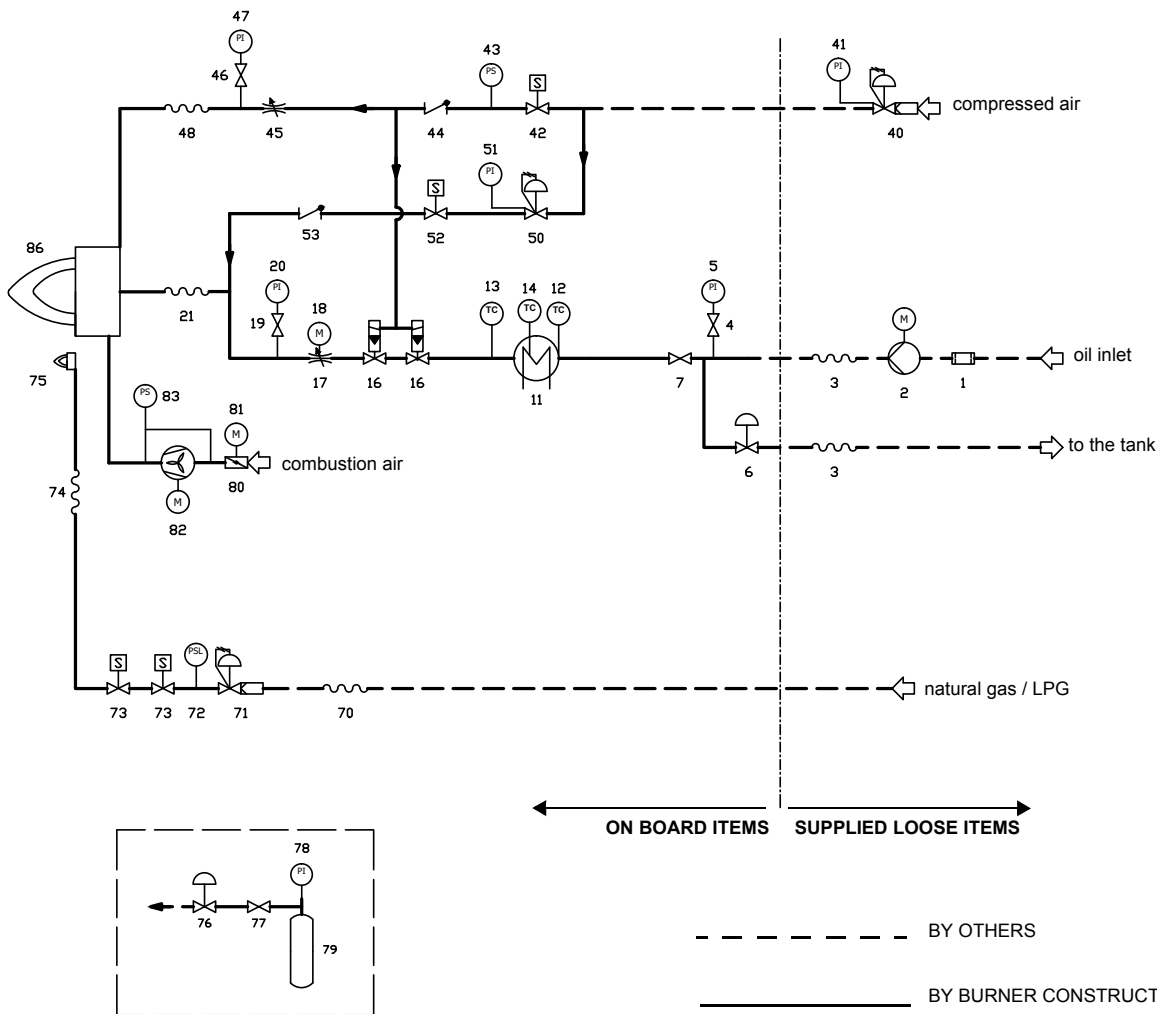 47
PI
43
41
46
PS
S
PI
compressed air
48
45
44
42
40
51
PI
S
86
53
52
50
20
PI
5
PI
13
14
12
18
TC
TC
TC
19
M
4
M
oil inlet
21
17
16
16
11
7
3
2
1
75
PS
83
81
M
to the tank
combustion air
6
3
74
80
M
82
S
S
PSL
natural gas / LPG
73
73
72
71
70
ON BOARD ITEMS
SUPPLIED LOOSE ITEMS
78
PI
76
77
79
BY OTHERS
BY BURNER CONSTRUCT